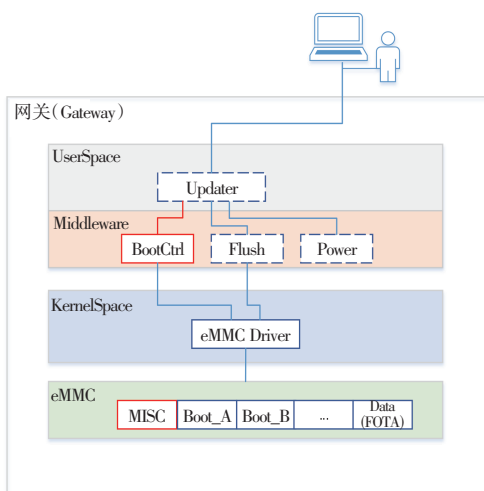 网关(Gateway)
UserSpace
Updater
Middleware
BootCtrl
Flush
Power
KernelSpace
eMMC Driver
eMMC
MISC
Boot_A
Boot_B
...
Data
(FOTA)